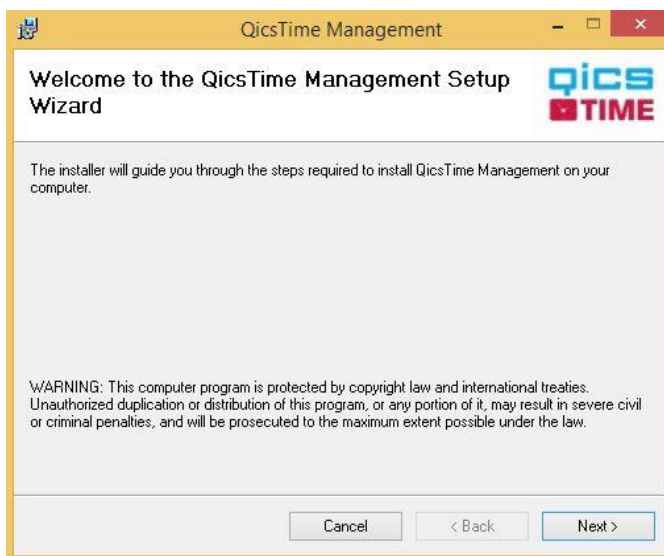 QicsTime Management
Welcome to the QicsTime Management Setup
Wizard
Qics
TIME
The installer will guide you through the steps required to install QicsTime Management on your
computer.
WARNING: This computer program is protected by copyright law and international treaties.
Unauthorized duplication or distribution of this program, or any portion of it, may result in severe civil
or criminal penalties, and will be prosecuted to the maximum extent possible under the law.
Cancel
< Back
Next >